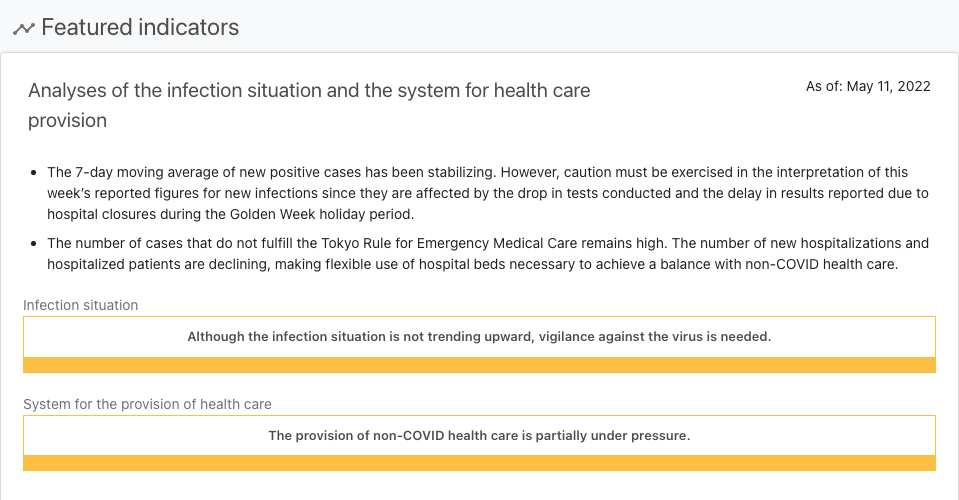 Featured indicators
Analyses of the infection situation and the system for health care
provision
As of: May 11, 2022
• The 7-day moving average of new positive cases has been stabilizing. However, caution must be exercised in the interpretation of this
week’s reported figures for new infections since they are affected by the drop in tests conducted and the delay in results reported due to
hospital closures during the Golden Week holiday period.
• The number of cases that do not fulfill the Tokyo Rule for Emergency Medical Care remains high. The number of new hospitalizations and
hospitalized patients are declining, making flexible use of hospital beds necessary to achieve a balance with non-COVID health care.
Infection situation
Although the infection situation is not trending upward, vigilance against the virus is needed.
System for the provision of health care
The provision of non-COVID health care is partially under pressure.